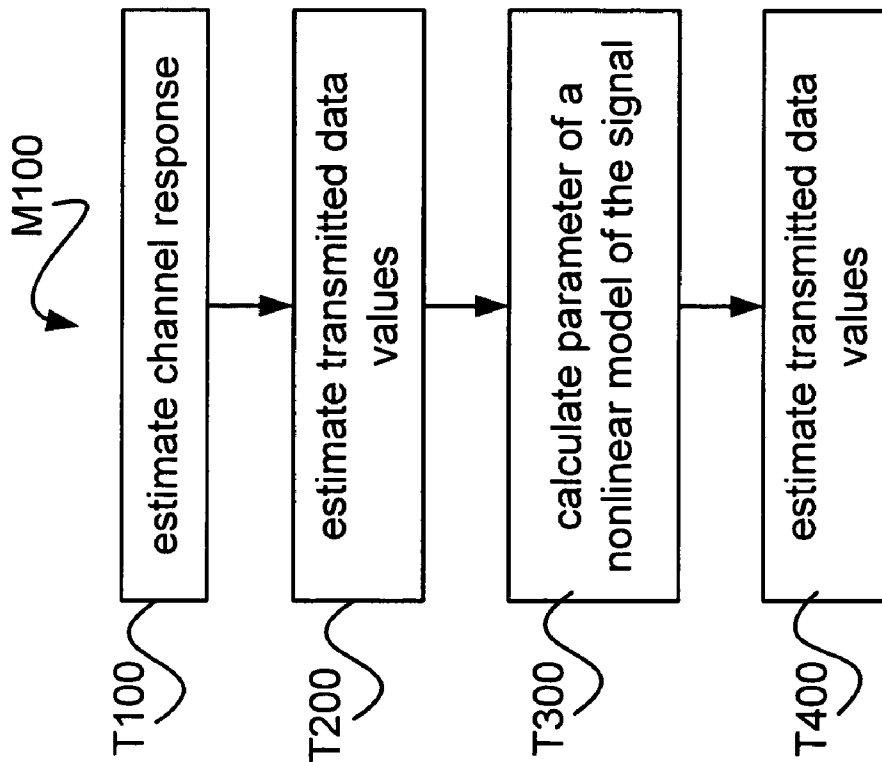 M100
T100
estimate channel response
T200
estimate transmitted data
values
T300
calculate parameter of a
nonlinear model of the signal
T400
estimate transmitted data
values